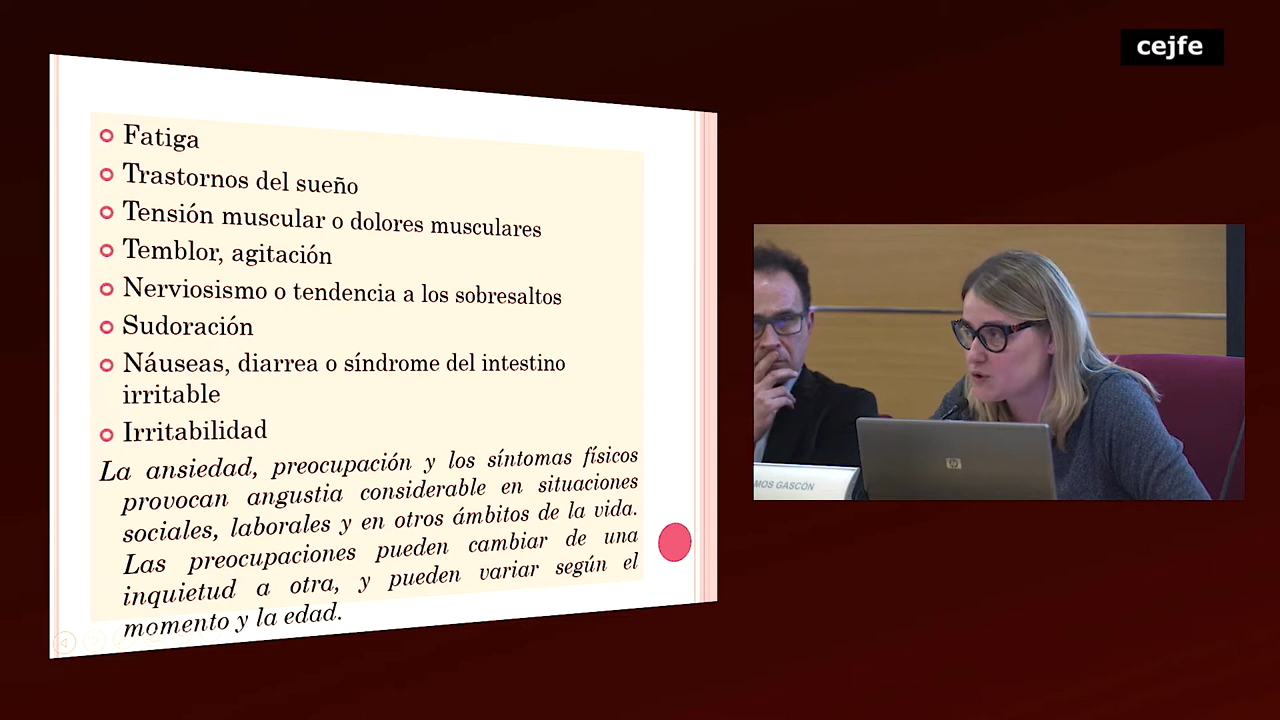 cejfe
Fatiga
Trastornos del sueño
Tensión muscular o dolores musculares
Temblor, agitación
Nerviosismo o tendencia a los sobresaltos
Sudoración
Náuseas, diarrea o síndrome del intestino
irritable
Irritabilidad
La ansiedad, preocupación y los síntomas físicos
provocan angustia considerable en situaciones
sociales, laborales y en otros ámbitos de la vida.
Las preocupaciones pueden cambiar de una
inquietud a otra, y pueden variar según el
momento y la edad.
MOS GASCÓN
hp